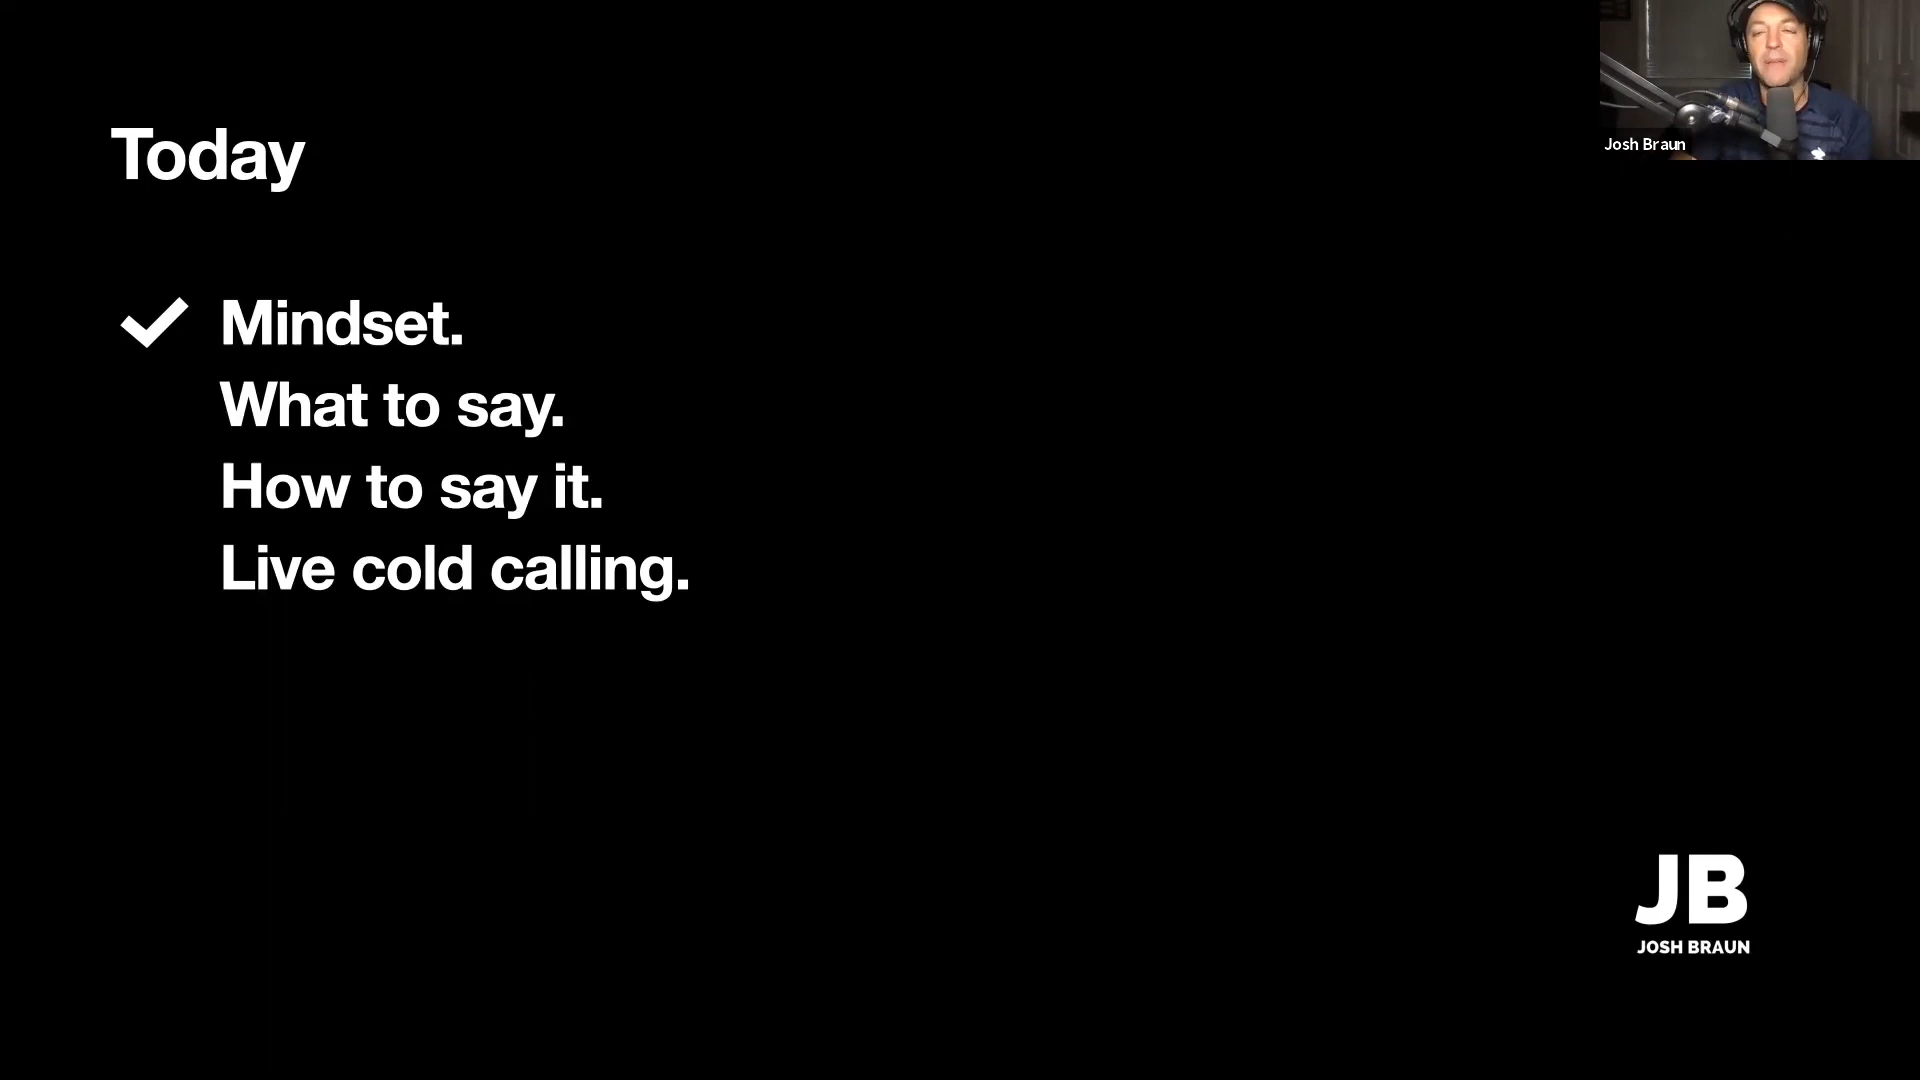 Today
Mindset.
What to say.
How to say it.
Live cold calling.
Josh Braun
JB
JOSH BRAUN